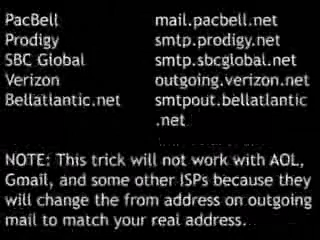 PacBell mail.pacbell.net
Prodigy smtp.prodigy.net
SBC Global smtp.sbcglobal.net
Verizon outgoing.verizon.net
Bellatlantic.net smtpout.bellatlantic
.net
NOTE: This trick will not work with AOL,
Gmail, and some other ISPs because they
will change the from address on outgoing
mail to match your real address.